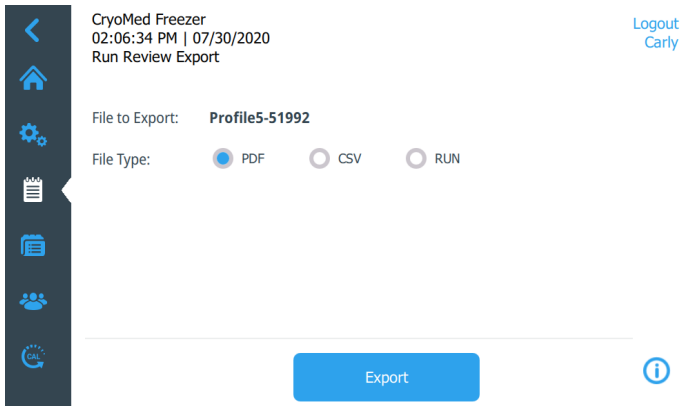 CryoMed Freezer
02:06:34 PM | 07/30/2020
Run Review Export
Logout
Carly
File to Export: Profile5-51992
File Type: PDF CSV RUN
CAL
Export